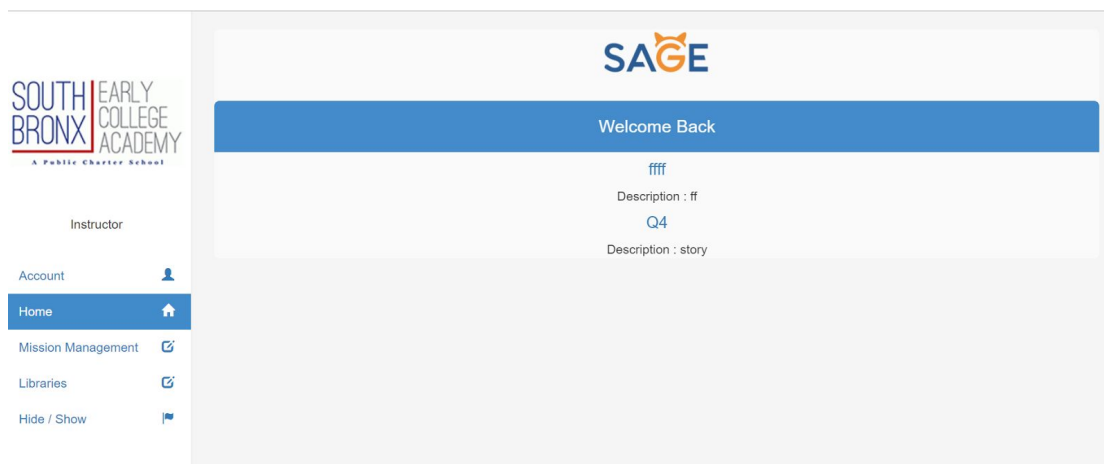 SOUTH EARLY
BRONX COLLEGE
ACADEMY
A Public Charter School
Instructor
Account
Home
Mission Management
Libraries
Hide / Show
SAGE
Welcome Back
ffff
Description : ff
Q4
Description : story